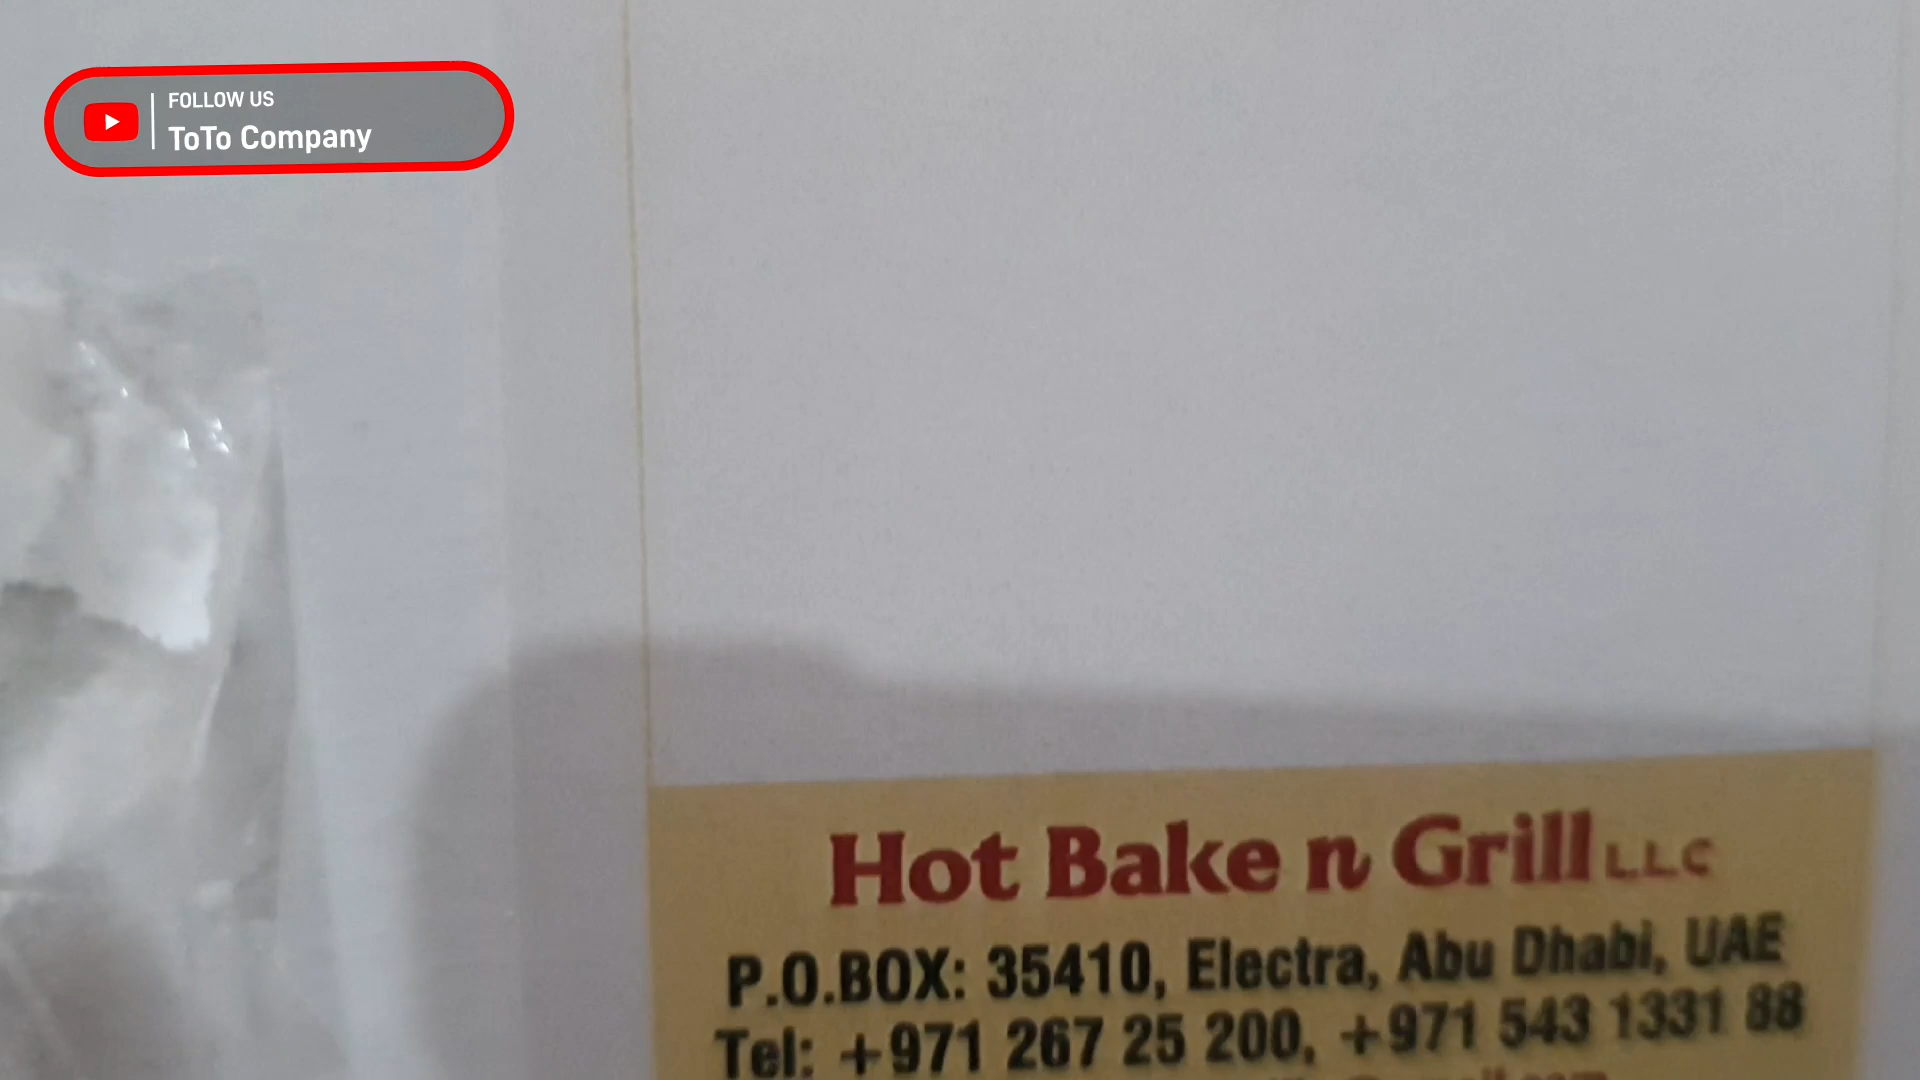 FOLLOW US
ToTo Company
Hot Bake n Grill LLC
P.O.BOX: 35410, Electra, Abu Dhabi, UAE
Tel: +971 267 25 200, +971 543 1331 88